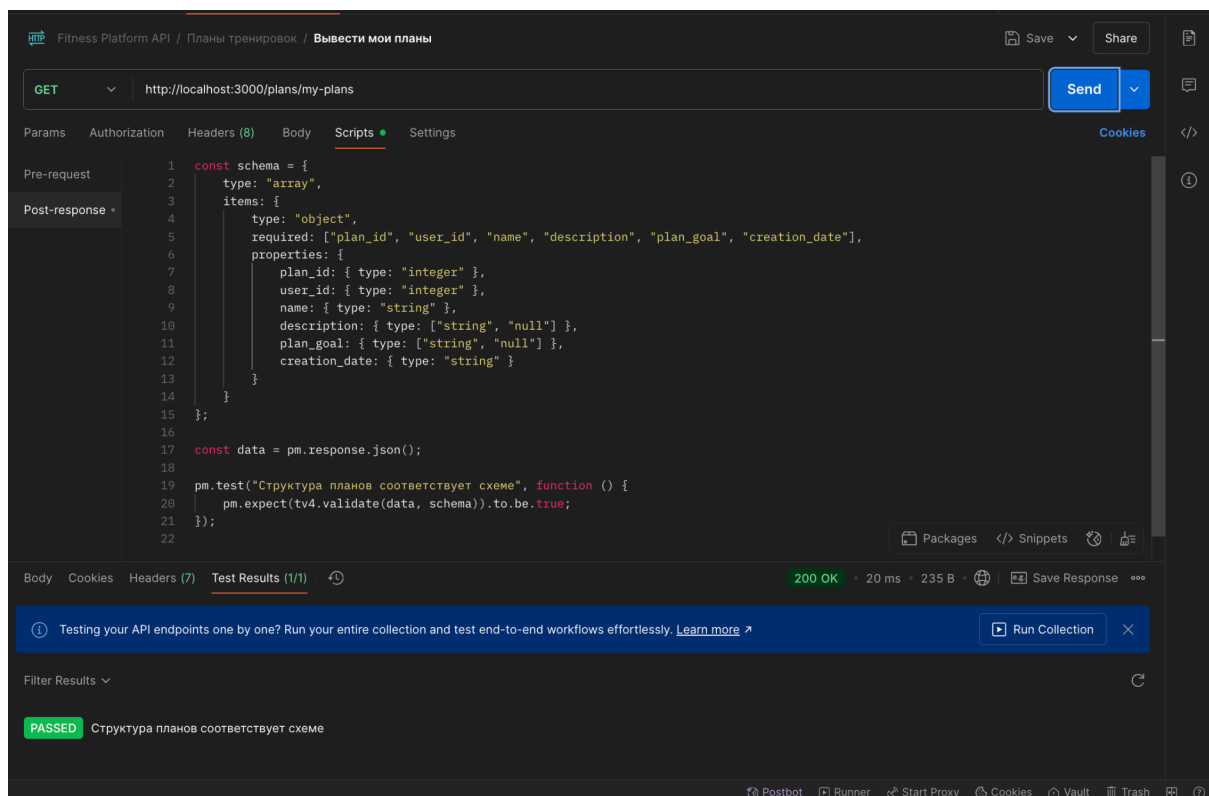 HTTP Fitness Platform API / Планы тренировок / Вывести мои планы Save Share
GET http://localhost:3000/plans/my-plans Send
Params Authorization Headers (8) Body Scripts Settings Cookies
Pre-request
Post-response
1 const schema = {
2 type: "array",
3 items: {
4 type: "object",
5 required: ["plan_id", "user_id", "name", "description", "plan_goal", "creation_date"],
6 properties: {
7 plan_id: { type: "integer" },
8 user_id: { type: "integer" },
9 name: { type: "string" },
10 description: { type: ["string", "null"] },
11 plan_goal: { type: ["string", "null"] },
12 creation_date: { type: "string" }
13 }
14 }
15 };
16
17 const data = pm.response.json();
18
19 pm.test("Структура планов соответствует схеме", function () {
20 pm.expect(tv4.validate(data, schema)).to.be.true;
21 });
22
Packages </> Snippets
Body Cookies Headers (7) Test Results (1/1) 200 OK • 20 ms • 235 B • e.g. Save Response
Testing your API endpoints one by one? Run your entire collection and test end-to-end workflows effortlessly. Learn more Run Collection
Filter Results
PASSED Структура планов соответствует схеме
Postbot Runner Start Proxy Cookies Vault Trash